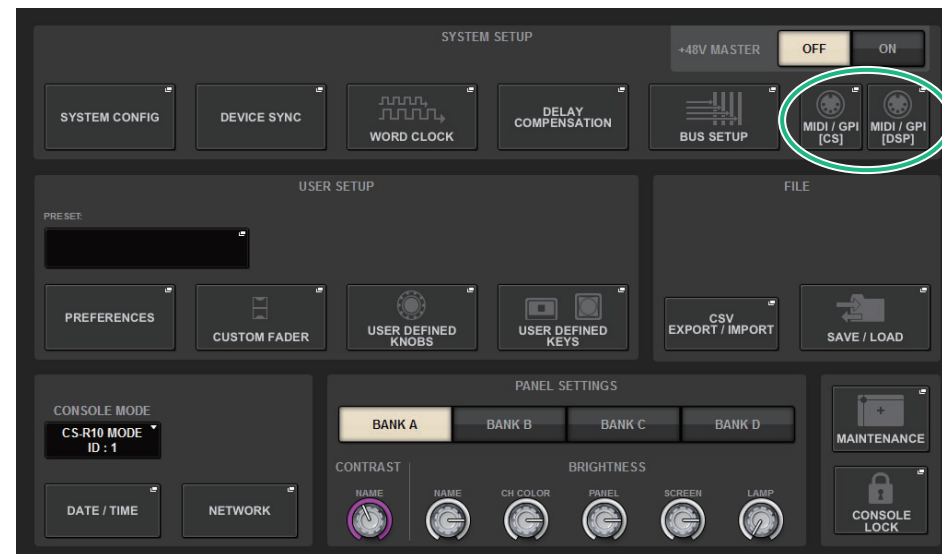 SYSTEM SETUP
+48V MASTER
OFF
ON
SYSTEM CONFIG
DEVICE SYNC
WORD CLOCK
DELAY
COMPENSATION
BUS SETUP
MIDI / GPI
[CS]
MIDI / GPI
[DSP]
USER SETUP
PRESET:
PREFERENCES
CUSTOM FADER
USER DEFINED
KNOBS
USER DEFINED
KEYS
FILE
CSV
EXPORT / IMPORT
SAVE / LOAD
CONSOLE MODE
CS-R10 MODE
ID : 1
DATE / TIME
NETWORK
PANEL SETTINGS
BANK A
BANK B
BANK C
BANK D
CONTRAST
BRIGHTNESS
NAME
NAME
CH COLOR
PANEL
SCREEN
LAMP
MAINTENANCE
CONSOLE
LOCK